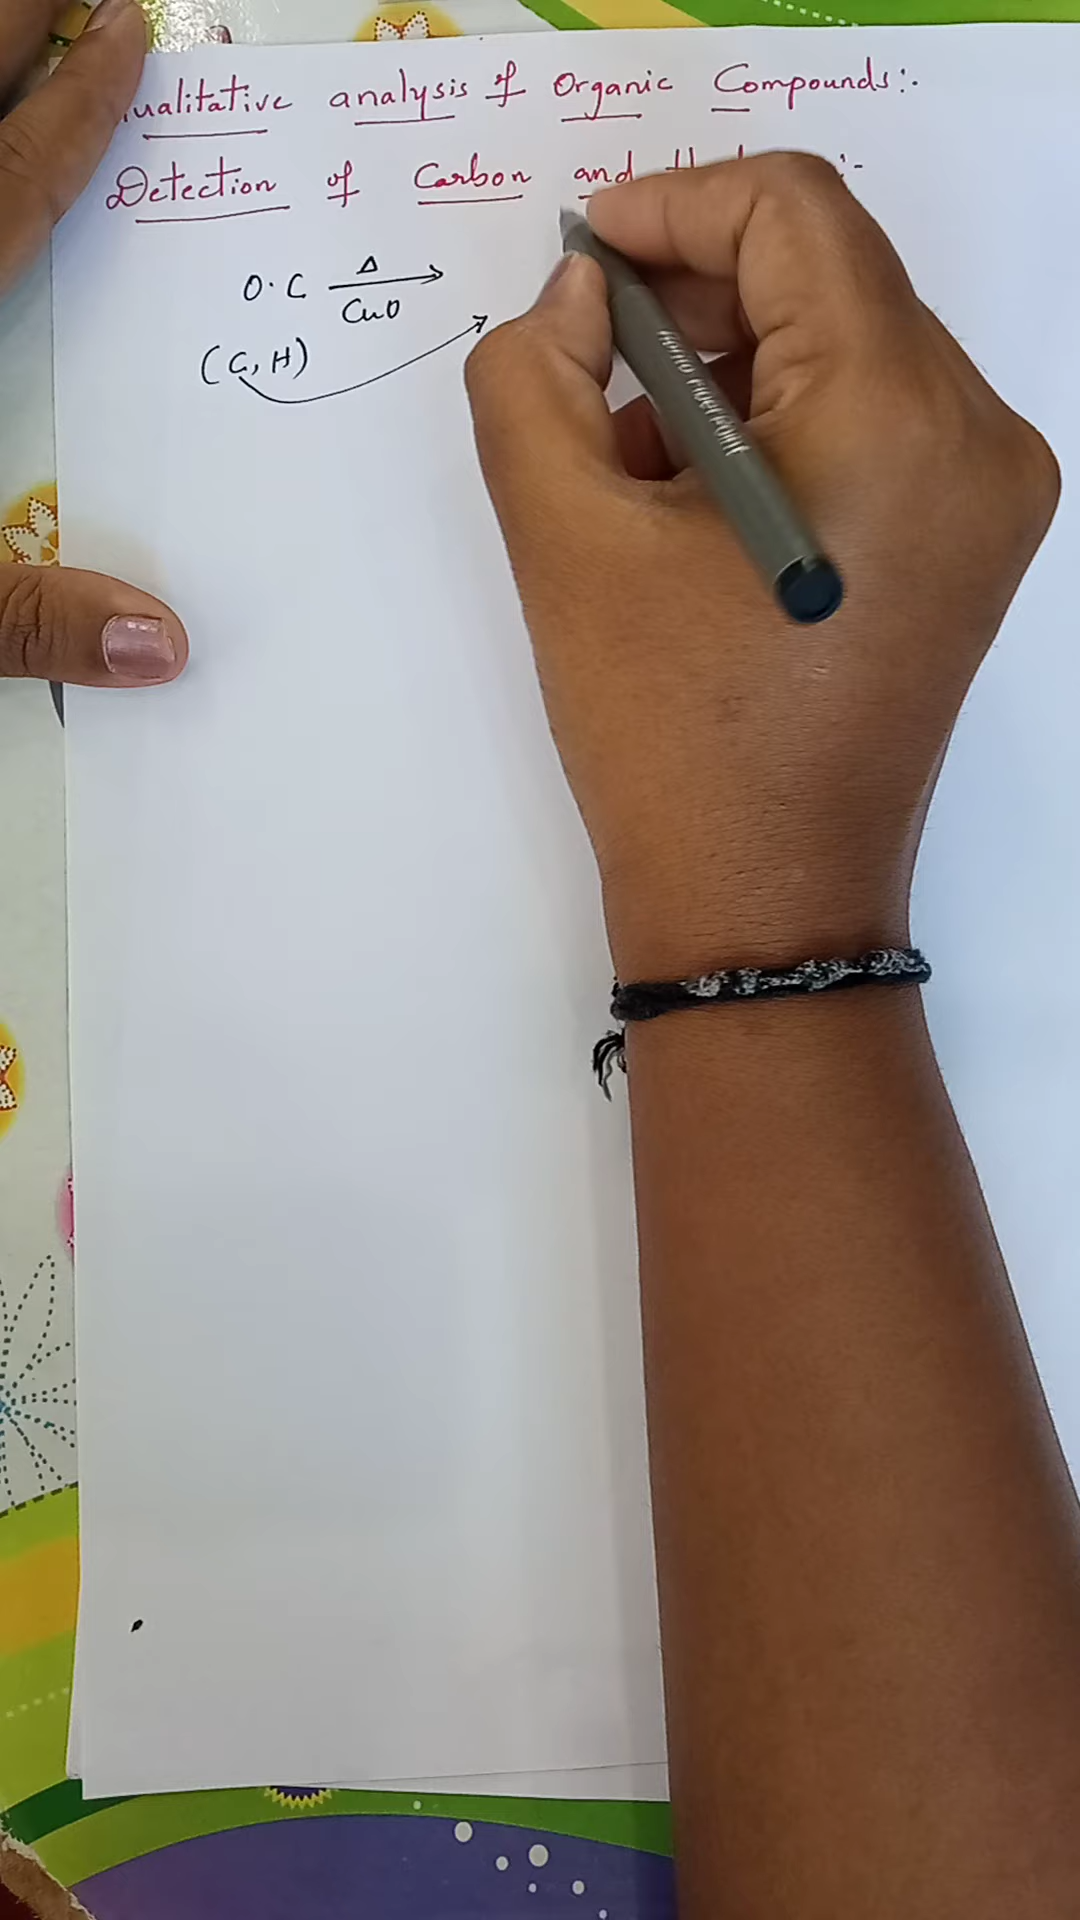 ualitative analysis of Organic Compounds:.
Detection of Carbon and :-
O.C Δ
CuO
(C, H)